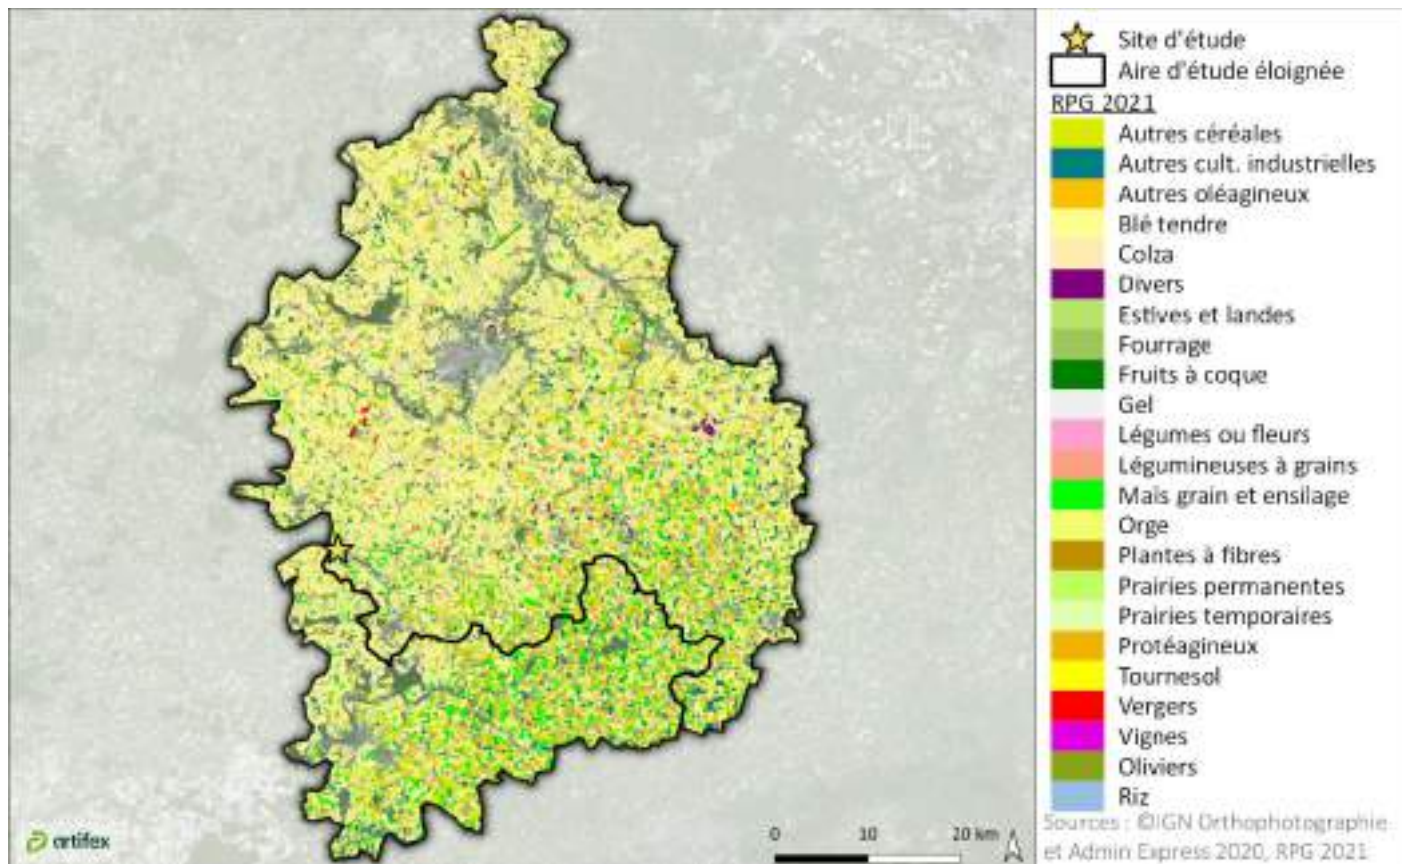 Site d'étude
Aire d'étude éloignée
RPG 2021
Autres céréales
Autres cult. industrielles
Autres oléagineux
Blé tendre
Colza
Divers
Estives et landes
Fourrage
Fruits à coque
Gel
Légumes ou fleurs
Légumineuses à grains
Maïs grain et ensilage
Orge
Plantes à fibres
Prairies permanentes
Prairies temporaires
Protéagineux
Tournesol
Vergers
Vignes
Oliviers
Riz
Sources : ©IGN Orthophotographie
et Admin Express 2020, RPG 2021
artifex
0 10 20 km